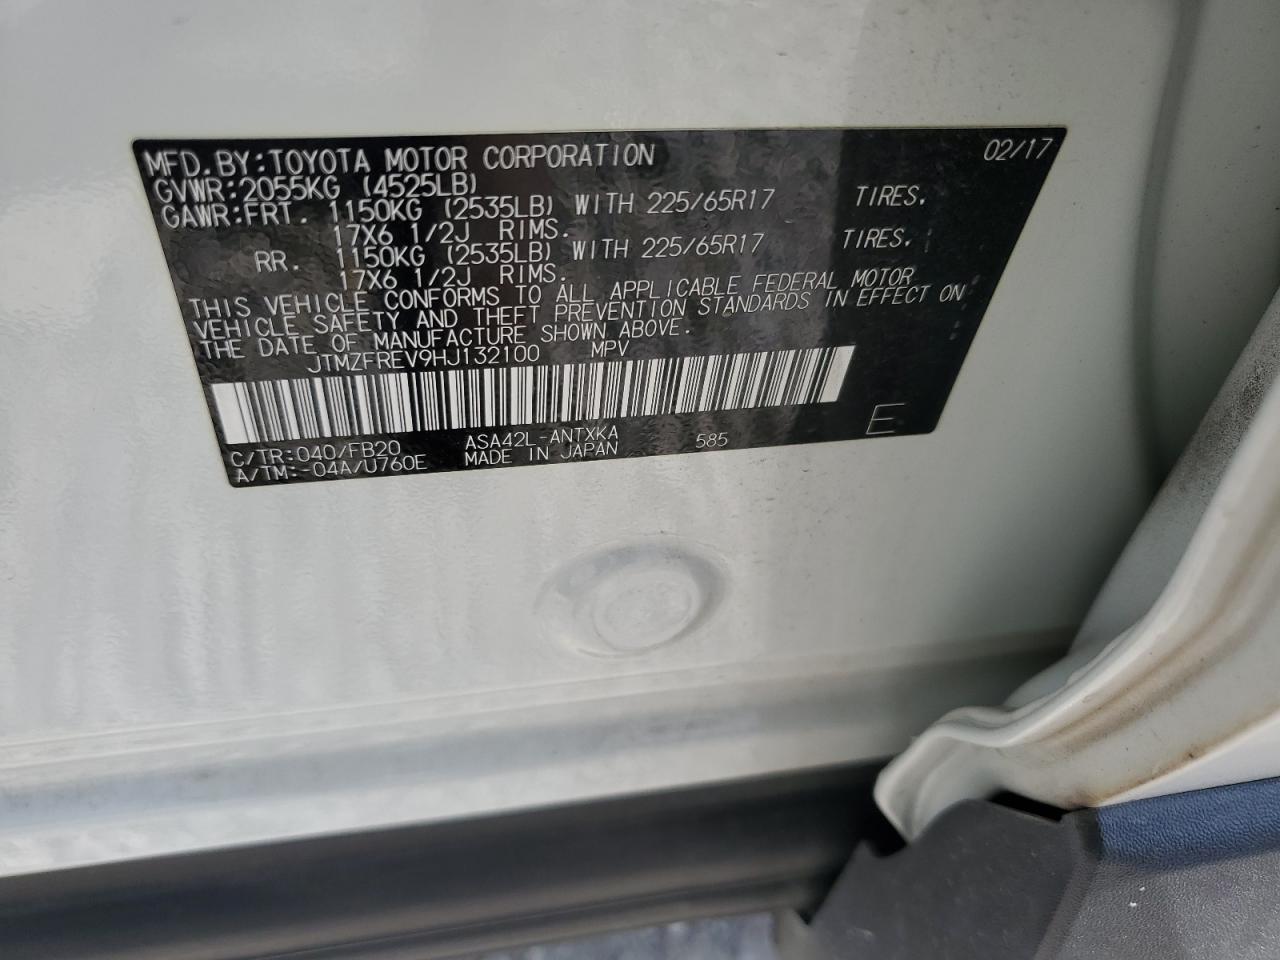 MFD.BY:TOYOTA MOTOR CORPORATION 02/17
GVWR:2055KG (4525LB)
GAWR:FRT. 1150KG (2535LB) WITH 225/65R17 TIRES.
17X6 1/2J RIMS.
RR. 1150KG (2535LB) WITH 225/65R17 TIRES.
17X6 1/2J RIMS.
THIS VEHICLE CONFORMS TO ALL APPLICABLE FEDERAL MOTOR
VEHICLE SAFETY AND THEFT PREVENTION STANDARDS IN EFFECT ON
THE DATE OF MANUFACTURE SHOWN ABOVE.
JTMZFREV9HJ132100 MPV
E
C/TR:040/FB20 ASA42L-ANTXKA 585
A/TM:-04A/U760E MADE IN JAPAN